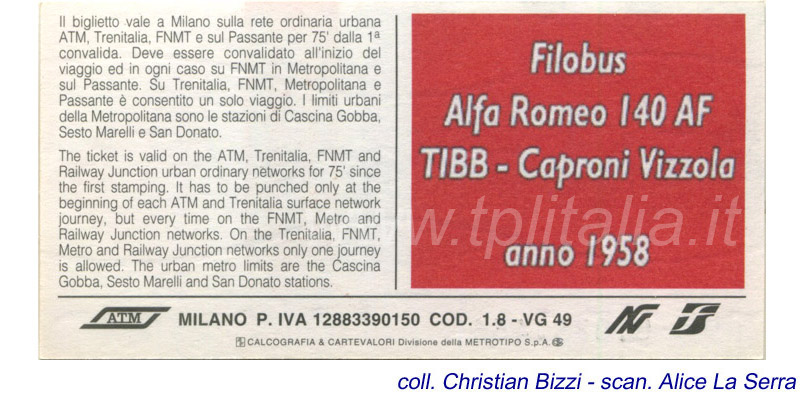 Il biglietto vale a Milano sulla rete ordinaria urbana
ATM, Trenitalia, FNMT e sul Passante per 75' dalla 1ª
convalida. Deve essere convalidato all'inizio del
viaggio ed in ogni caso su FNMT in Metropolitana e
sul Passante. Su Trenitalia, FNMT, Metropolitana e
Passante è consentito un solo viaggio. I limiti urbani
della Metropolitana sono le stazioni di Cascina Gobba,
Sesto Marelli e San Donato.
The ticket is valid on the ATM, Trenitalia, FNMT and
Railway Junction urban ordinary networks for 75' since
the first stamping. It has to be punched only at the
beginning of each ATM and Trenitalia surface network
journey, but every time on the FNMT, Metro and
Railway Junction networks. On the Trenitalia, FNMT,
Metro and Railway Junction networks only one journey
is allowed. The urban metro limits are the Cascina
Gobba, Sesto Marelli and San Donato stations.
Filobus
Alfa Romeo 140 AF
TIBB - Caproni Vizzola
anno 1958
www.tplitalia.it
ATM MILANO P. IVA 12883390150 COD. 1.8 - VG 49
CALCOGRAFIA & CARTEVALORI Divisione della METROTIPO S.p.A.
coll. Christian Bizzi - scan. Alice La Serra